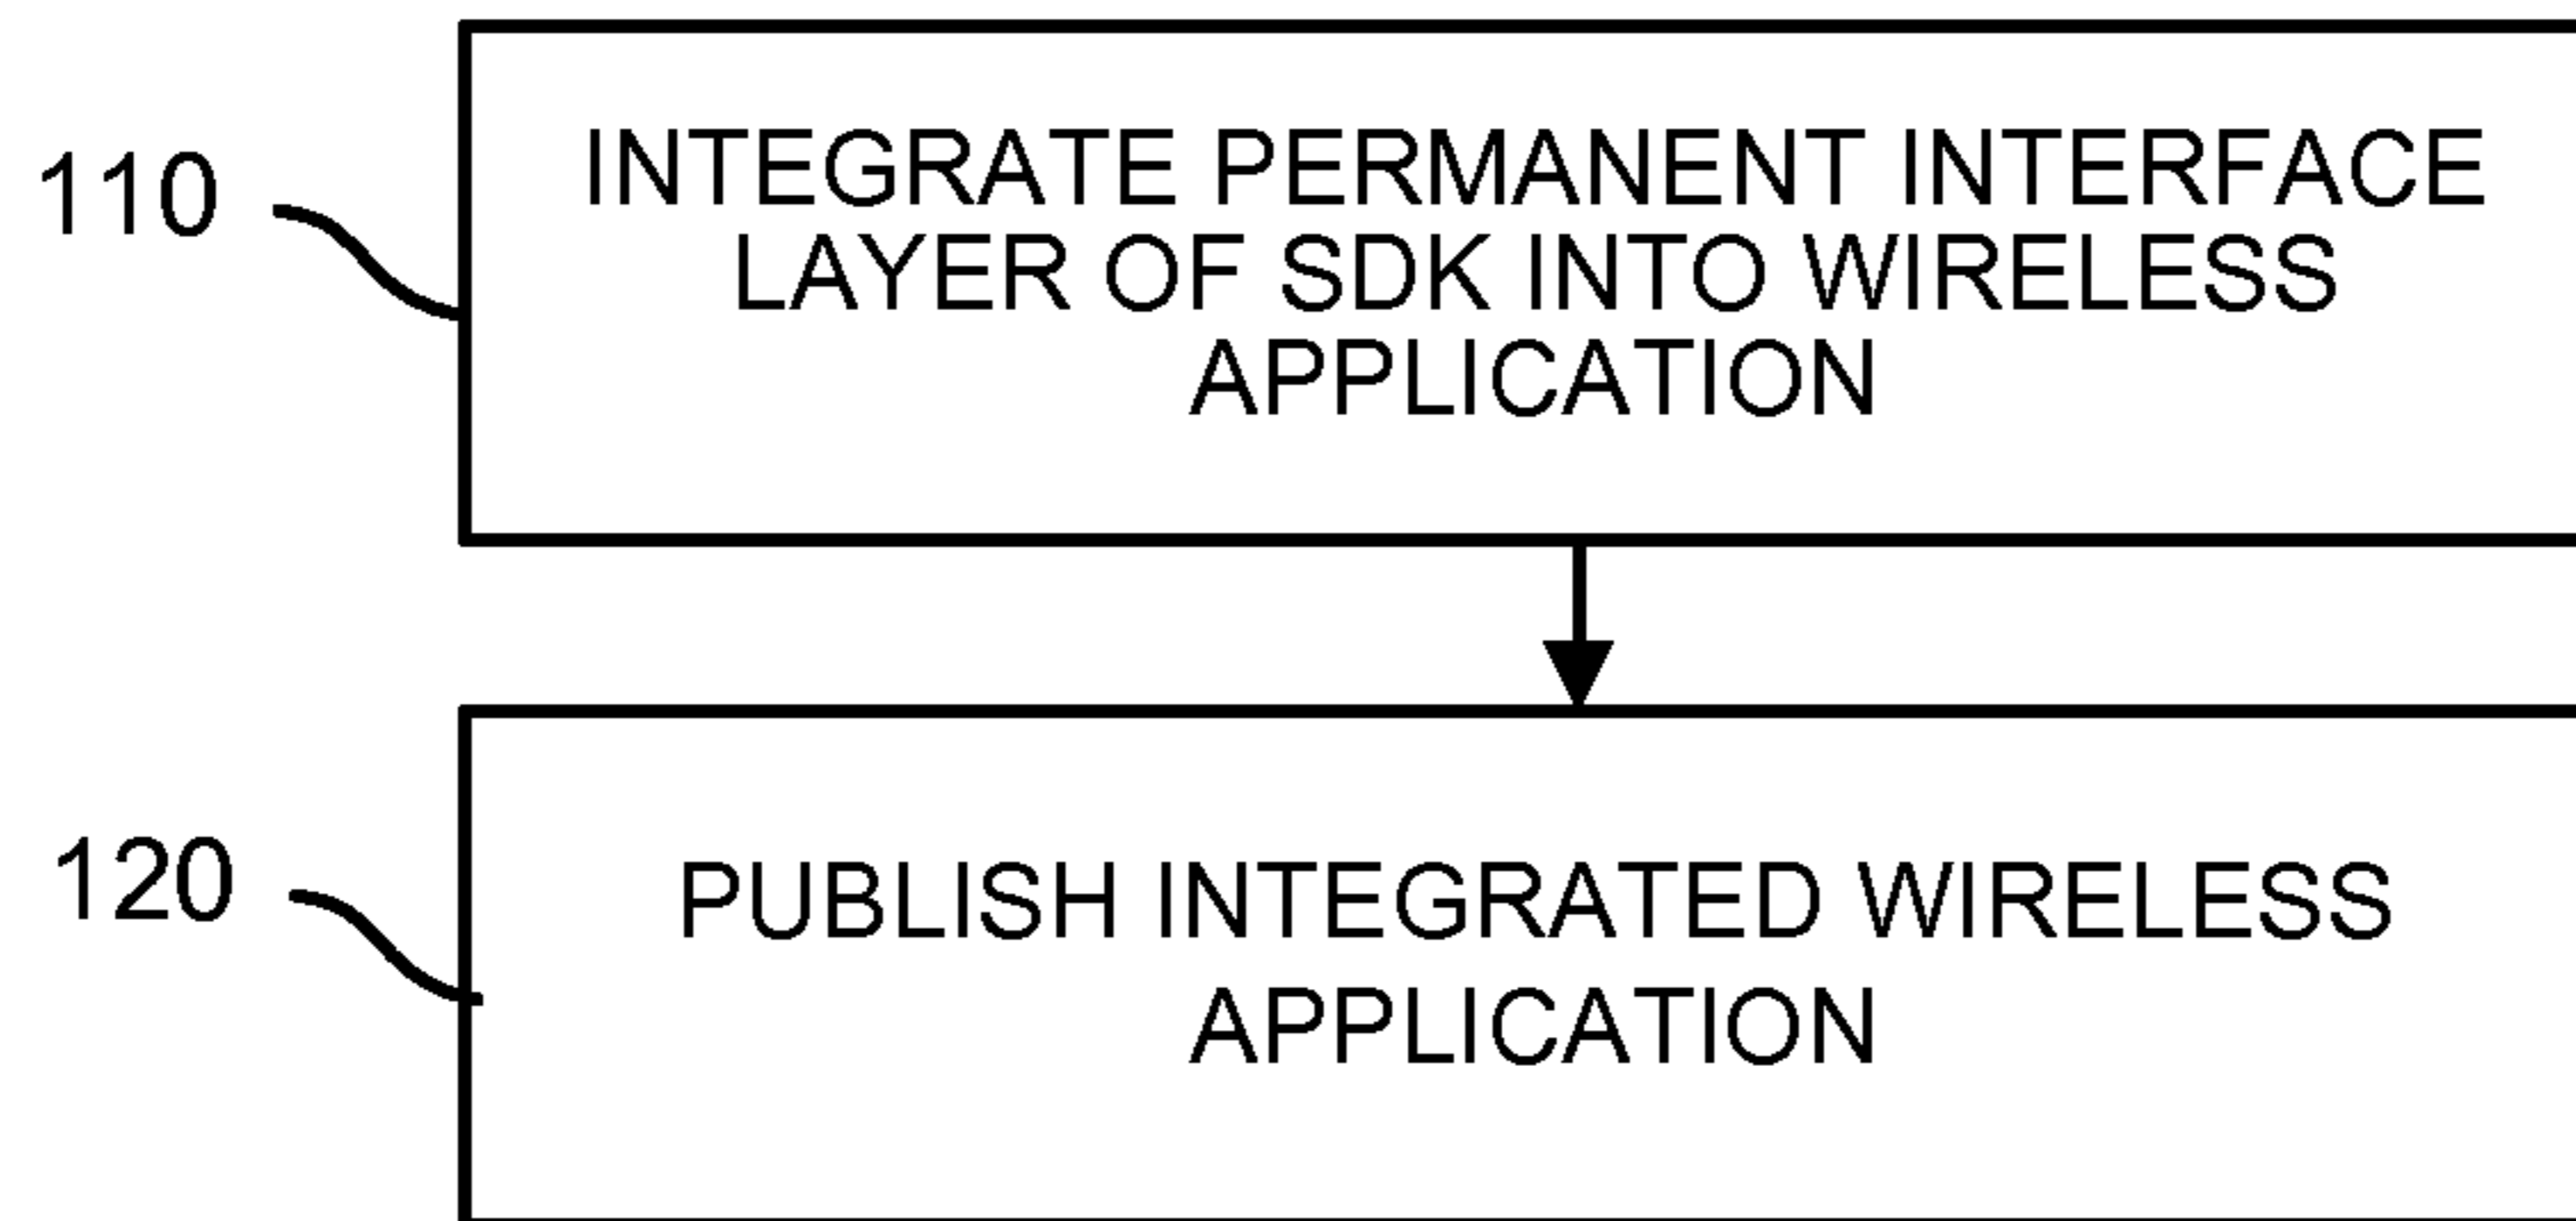 110
INTEGRATE PERMANENT INTERFACE
LAYER OF SDK INTO WIRELESS
APPLICATION
120
PUBLISH INTEGRATED WIRELESS
APPLICATION